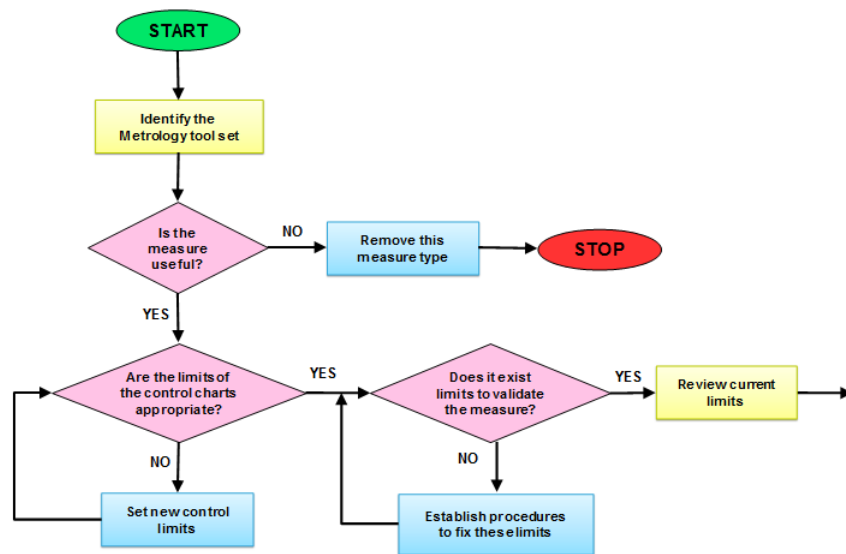 START
Identify the
Metrology tool set
Is the
measure
useful?
NO
Remove this
measure type
STOP
YES
Are the limits of
the control charts
appropriate?
YES
Does it exist
limits to validate
the measure?
YES
Review current
limits
NO
Set new control
limits
NO
Establish procedures
to fix these limits